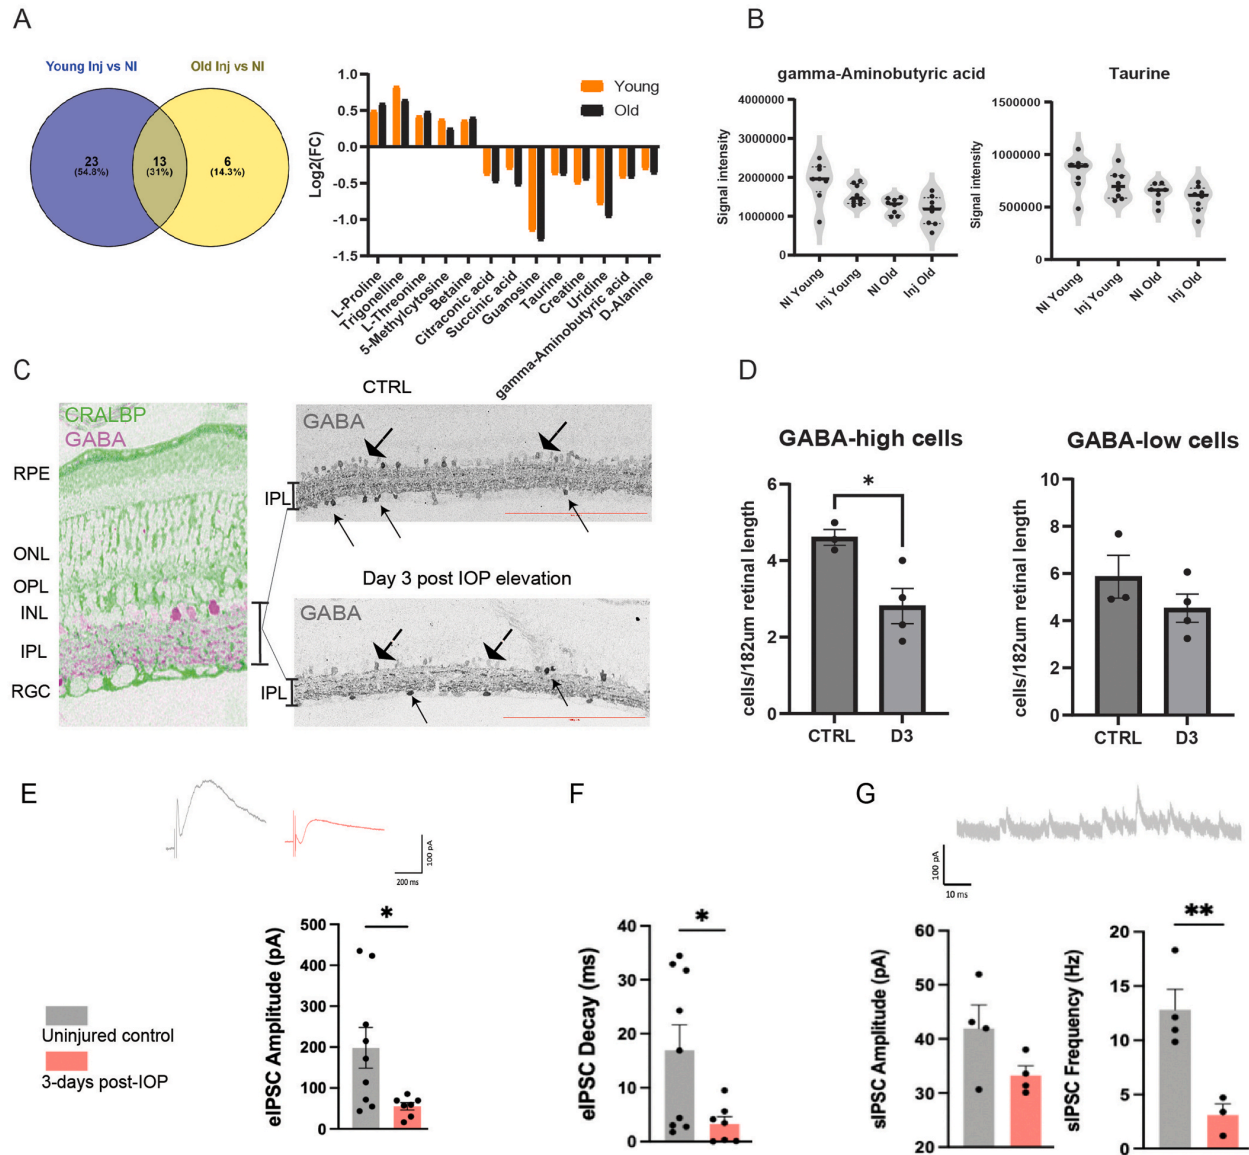 A
B
Young Inj vs NI
Old Inj vs NI
23
(54.8%)
13
(31%)
6
(14.3%)
Log2(FC)
1.0
0.5
0.0
-0.5
-1.0
-1.5
Young
Old
L-Proline
Trigonelline
L-Threonine
5-Methylcytosine
Betaine
Citraconic acid
Succinic acid
Guanosine
Taurine
Creatine
Uridine
gamma-Aminobutyric acid
D-Alanine
gamma-Aminobutyric acid
Signal intensity
4000000
3000000
2000000
1000000
0
NI Young
Inj Young
NI Old
Inj Old
Taurine
Signal intensity
1500000
1000000
500000
0
NI Young
Inj Young
NI Old
Inj Old
C
CRALBP
GABA
RPE
ONL
OPL
INL
IPL
RGC
CTRL
GABA
IPL
Day 3 post IOP elevation
GABA
IPL
D
GABA-high cells
cells/182um retinal length
6
4
2
0
*
CTRL
D3
GABA-low cells
cells/182um retinal length
10
8
6
4
2
0
CTRL
D3
E
100 pA
200 ms
eIPSC Amplitude (pA)
500
400
300
200
100
0
*
Uninjured control
3-days post-IOP
F
eIPSC Decay (ms)
40
30
20
10
0
*
G
100 pA
10 ms
sIPSC Amplitude (pA)
60
50
40
30
20
sIPSC Frequency (Hz)
20
15
10
5
0
**